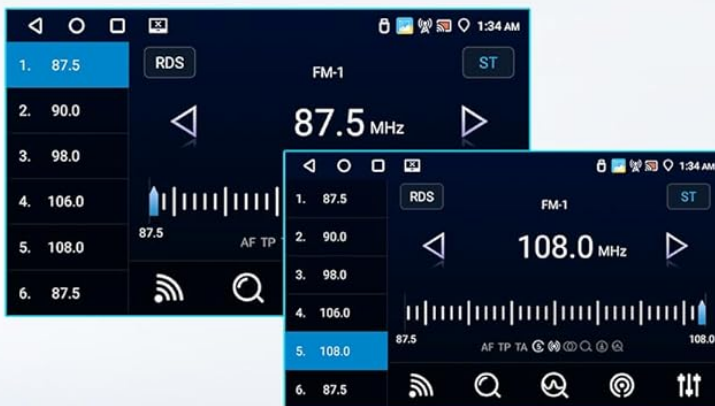 1:34 AM
1. 87.5
RDS
FM-1
ST
2. 90.0
87.5 MHz
3. 98.0
4. 106.0
87.5
5. 108.0
AF TP
6. 87.5
1:34 AM
1. 87.5
RDS
FM-1
ST
2. 90.0
108.0 MHz
3. 98.0
4. 106.0
87.5
108.0
5. 108.0
AF TP TA
6. 87.5